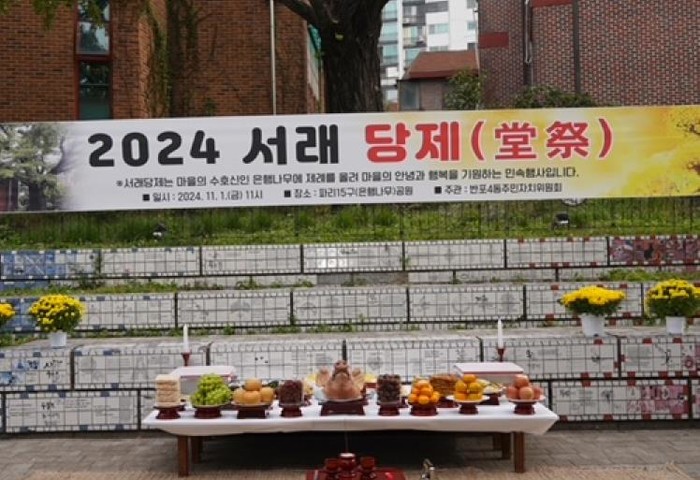 2024 서래 당제(堂祭)
※서래당제는 마을의 수호신인 은행나무에 제례를 올려 마을의 안녕과 행복을 기원하는 민속행사입니다.
■ 일시 : 2024. 11. 1.(금) 11시 ■ 장소 : 파리15구(은행나무)공원 ■ 주관 : 반포4동주민자치위원회